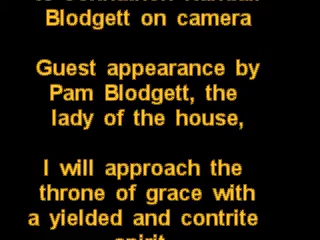 Blodgett on camera
Guest appearance by
Pam Blodgett, the
lady of the house,
I will approach the
throne of grace with
a yielded and contrite